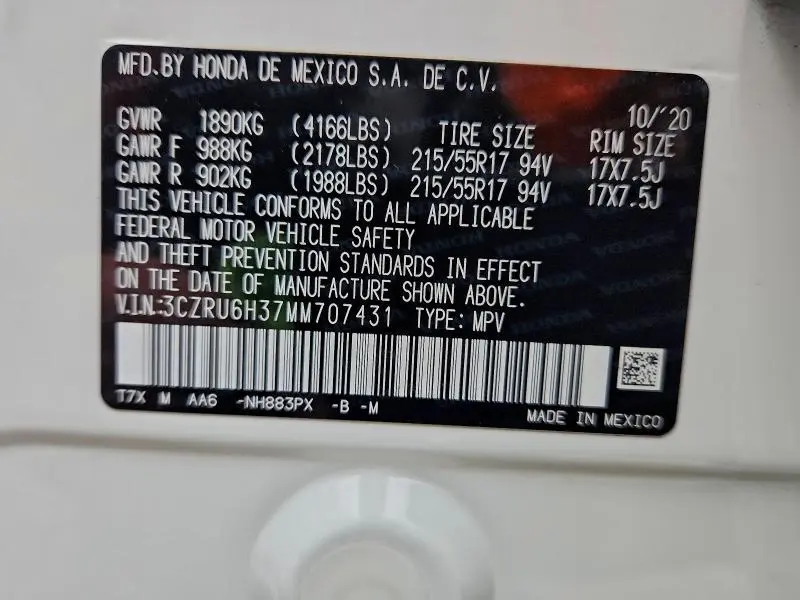 MFD.BY HONDA DE MEXICO S.A. DE C.V.
10/'20
GVWR 1890KG (4166LBS) TIRE SIZE RIM SIZE
GAWR F 988KG (2178LBS) 215/55R17 94V 17X7.5J
GAWR R 902KG (1988LBS) 215/55R17 94V 17X7.5J
THIS VEHICLE CONFORMS TO ALL APPLICABLE
FEDERAL MOTOR VEHICLE SAFETY
AND THEFT PREVENTION STANDARDS IN EFFECT
ON THE DATE OF MANUFACTURE SHOWN ABOVE.
V.I.N:3CZRU6H37MM707431 TYPE: MPV
T7X M AA6 -NH883PX -B -M
MADE IN MEXICO